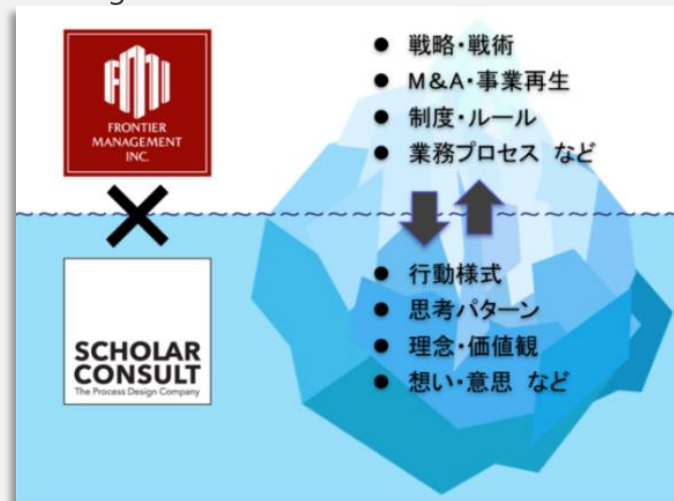 FRONTIER
MANAGEMENT
INC.
● 戦略・戦術
● M&A・事業再生
● 制度・ルール
● 業務プロセス など
SCHOLAR
CONSULT
The Process Design Company
● 行動様式
● 思考パターン
● 理念・価値観
● 想い・意思 など